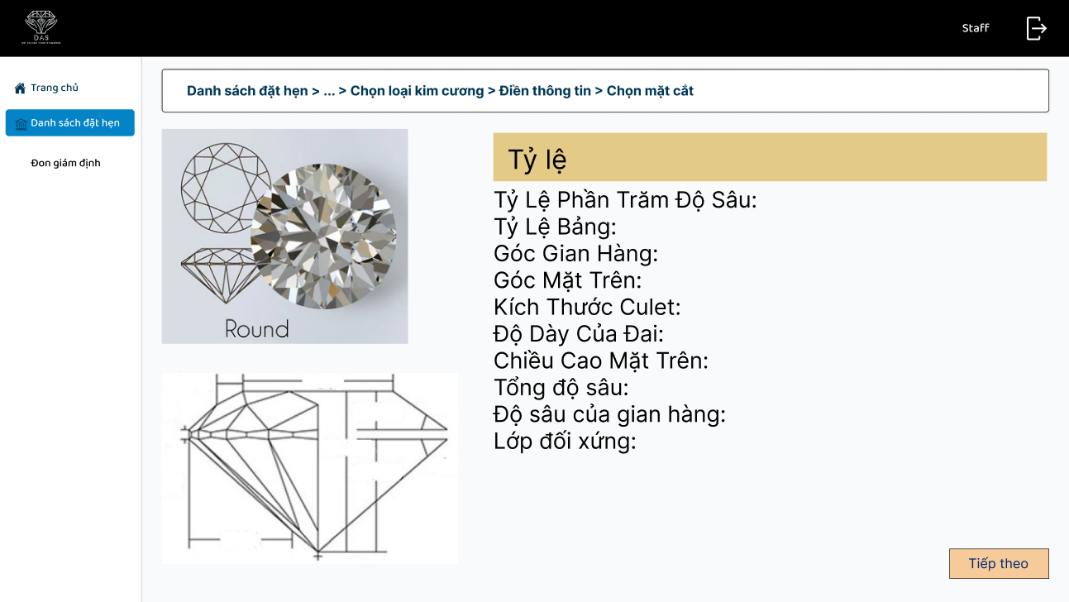 DAS
Staff
Trang chủ
Danh sách đặt hẹn
Đơn giám định
Danh sách đặt hẹn > ... > Chọn loại kim cương > Điền thông tin > Chọn mặt cắt
Round
Tỷ lệ
Tỷ Lệ Phần Trăm Độ Sâu:
Tỷ Lệ Bảng:
Góc Gian Hàng:
Góc Mặt Trên:
Kích Thước Culet:
Độ Dày Của Đai:
Chiều Cao Mặt Trên:
Tổng độ sâu:
Độ sâu của gian hàng:
Lớp đối xứng:
Tiếp theo